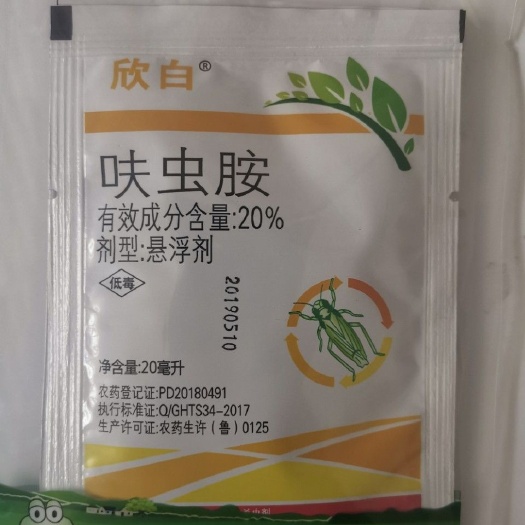 欣白®
呋虫胺
有效成分含量:20%
剂型:悬浮剂
低毒
20190510
净含量:20毫升
农药登记证:PD20180491
执行标准证:Q/GHTS34-2017
生产许可证:农药生许(鲁)0125